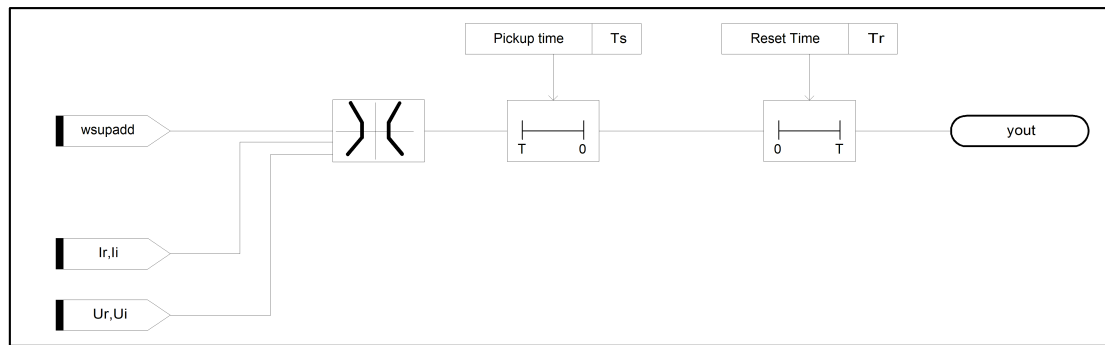 Pickup time Ts
Reset Time Tr
wsupadd
yout
T 0
0 T
Ir,Ii
Ur,Ui